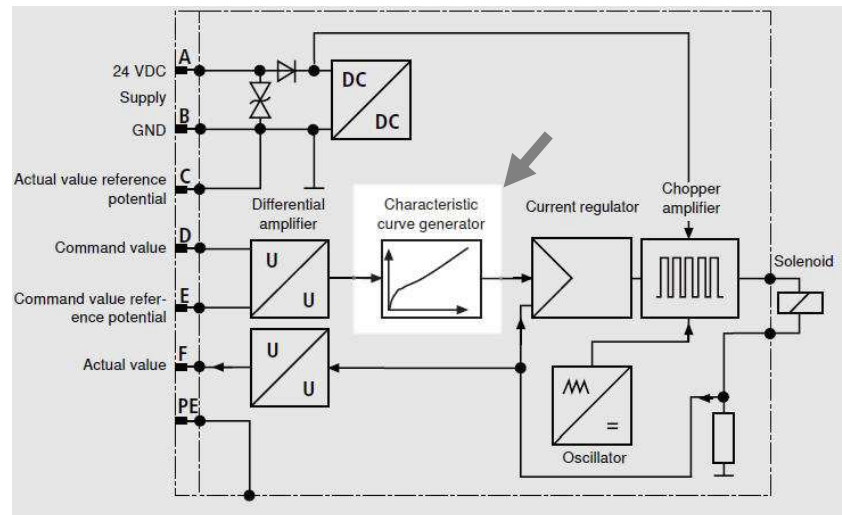 A
24 VDC
Supply
B
GND
DC
DC
Actual value reference
potential
C
Differential
amplifier
Characteristic
curve generator
Current regulator
Chopper
amplifier
D
Command value
U
U
Solenoid
E
Command value refer-
ence potential
F
Actual value
U
U
PE
=
Oscillator